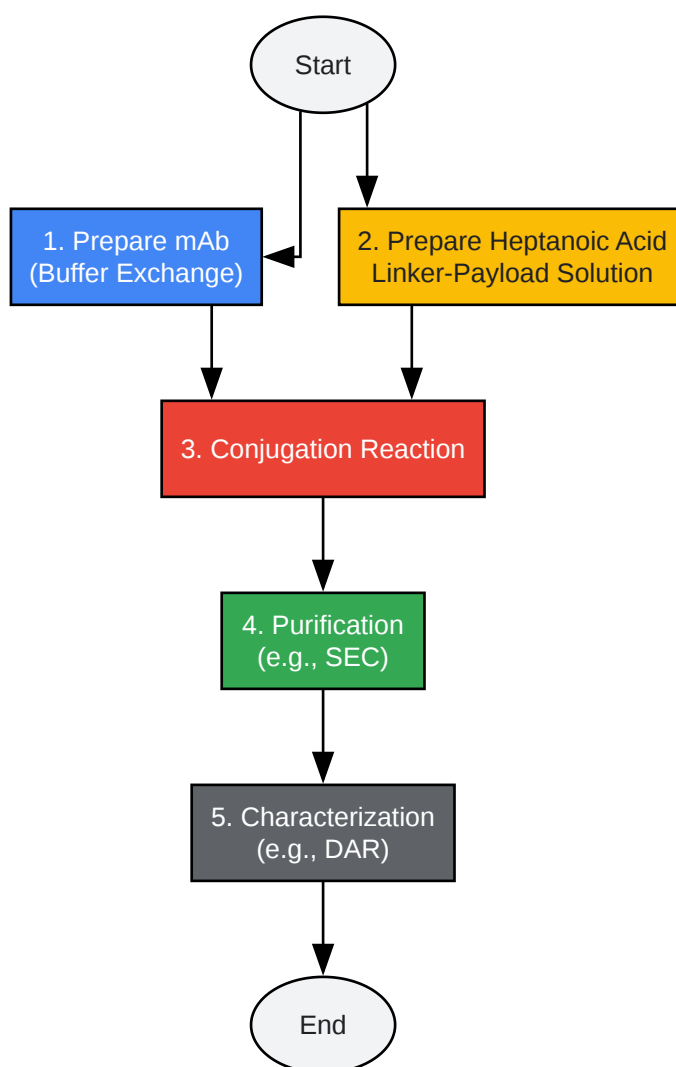 Start
1. Prepare mAb
(Buffer Exchange)
2. Prepare Heptanoic Acid
Linker-Payload Solution
3. Conjugation Reaction
4. Purification
(e.g., SEC)
5. Characterization
(e.g., DAR)
End